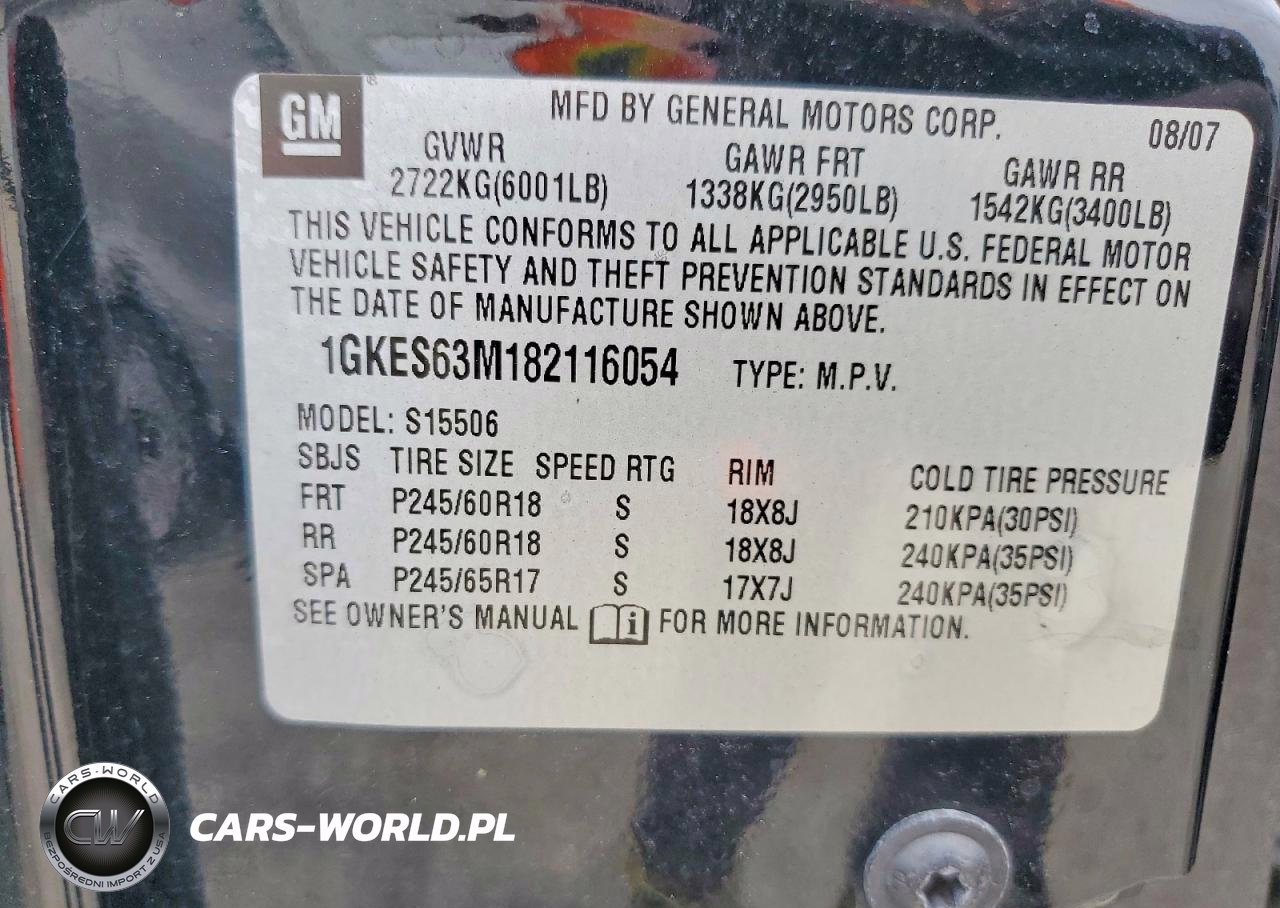 GM®
MFD BY GENERAL MOTORS CORP.
08/07
GVWR GAWR FRT GAWR RR
2722KG(6001LB) 1338KG(2950LB) 1542KG(3400LB)
THIS VEHICLE CONFORMS TO ALL APPLICABLE U.S. FEDERAL MOTOR
VEHICLE SAFETY AND THEFT PREVENTION STANDARDS IN EFFECT ON
THE DATE OF MANUFACTURE SHOWN ABOVE.
1GKES63M182116054 TYPE: M.P.V.
MODEL: S15506
SBJS TIRE SIZE SPEED RTG RIM COLD TIRE PRESSURE
FRT P245/60R18 S 18X8J 210KPA(30PSI)
RR P245/60R18 S 18X8J 240KPA(35PSI)
SPA P245/65R17 S 17X7J 240KPA(35PSI)
SEE OWNER'S MANUAL i FOR MORE INFORMATION.
CARS-WORLD
CW
BEZPOŚREDNI IMPORT Z USA
CARS-WORLD.PL